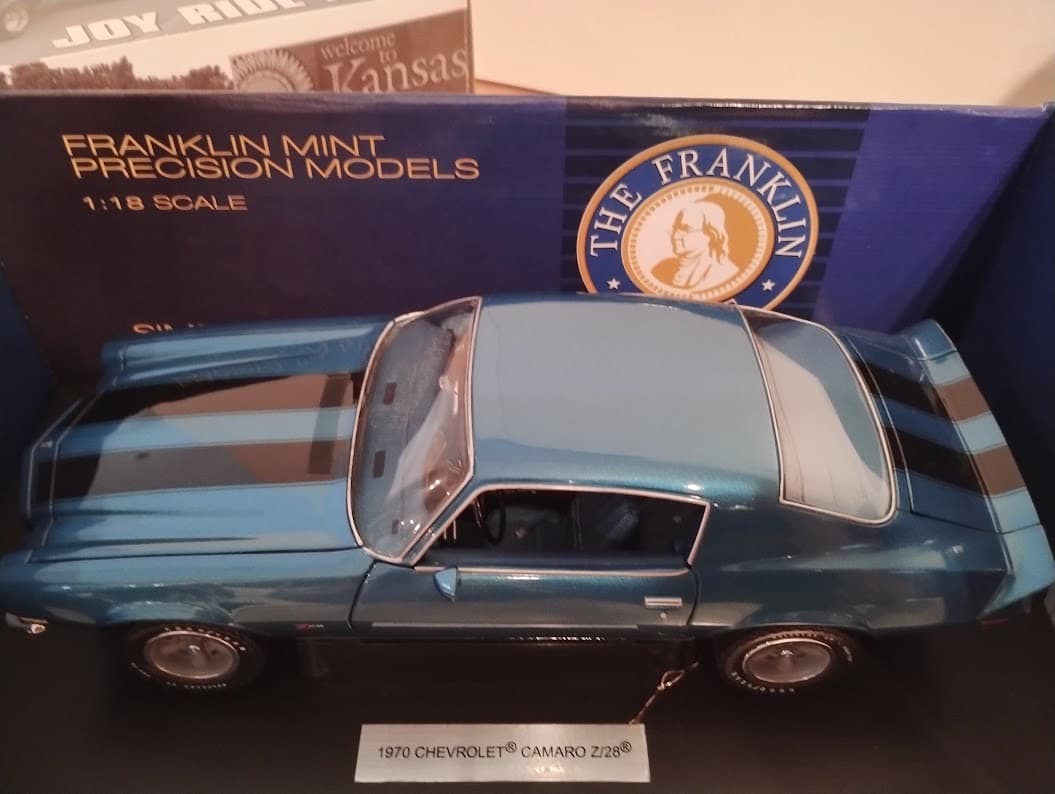 JOY RIDE
welcome
to
Kansas
FRANKLIN MINT
PRECISION MODELS
1:18 SCALE
THE FRANKLIN
1970 CHEVROLET® CAMARO Z/28®